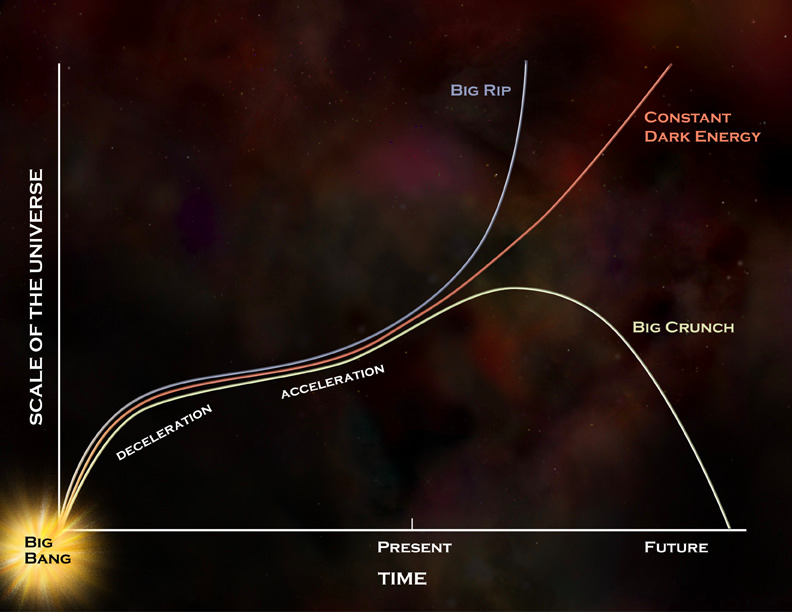 BIG RIP
CONSTANT
DARK ENERGY
SCALE OF THE UNIVERSE
BIG CRUNCH
ACCELERATION
DECELERATION
BIG
BANG
PRESENT
FUTURE
TIME